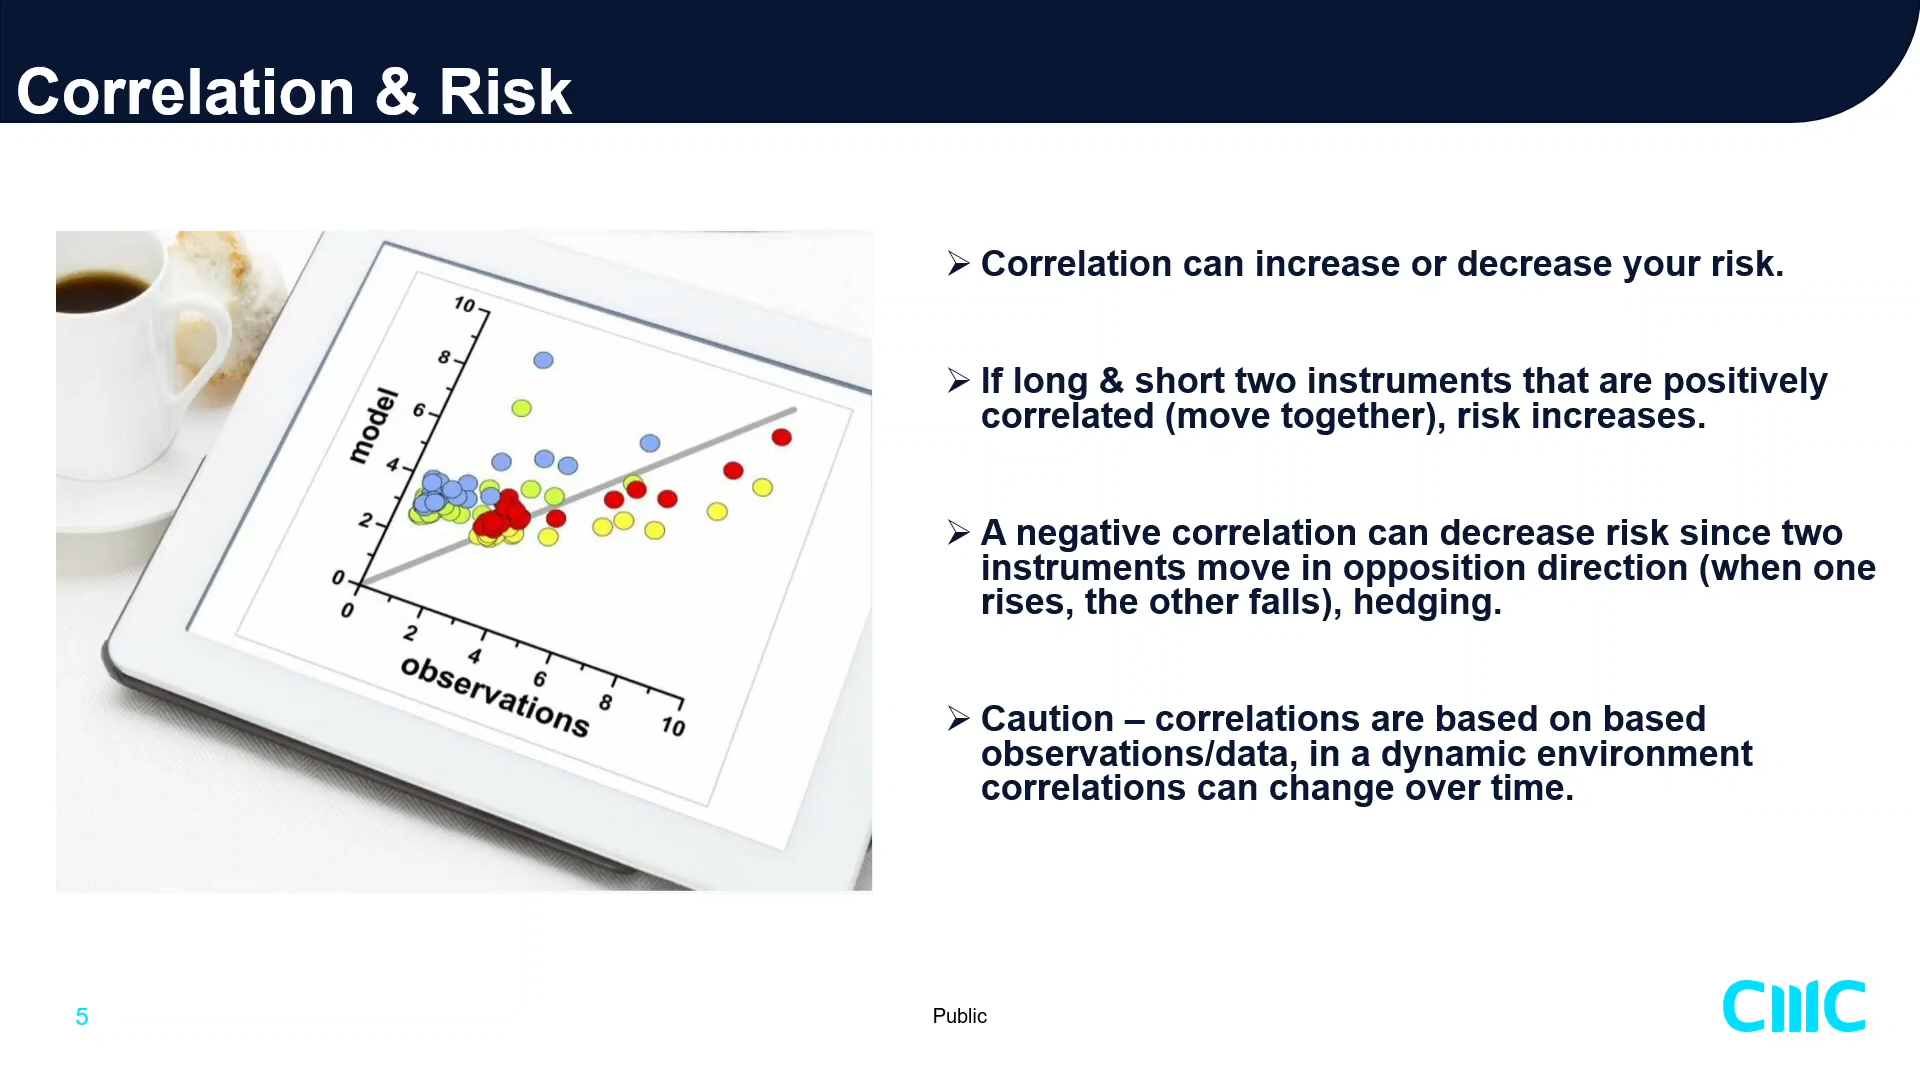 Correlation & Risk
10
8
6
4
2
0
model
0
2
4
6
8
10
observations
➢ Correlation can increase or decrease your risk.
➢ If long & short two instruments that are positively
correlated (move together), risk increases.
➢ A negative correlation can decrease risk since two
instruments move in opposition direction (when one
rises, the other falls), hedging.
➢ Caution – correlations are based on based
observations/data, in a dynamic environment
correlations can change over time.
5
Public
CMC